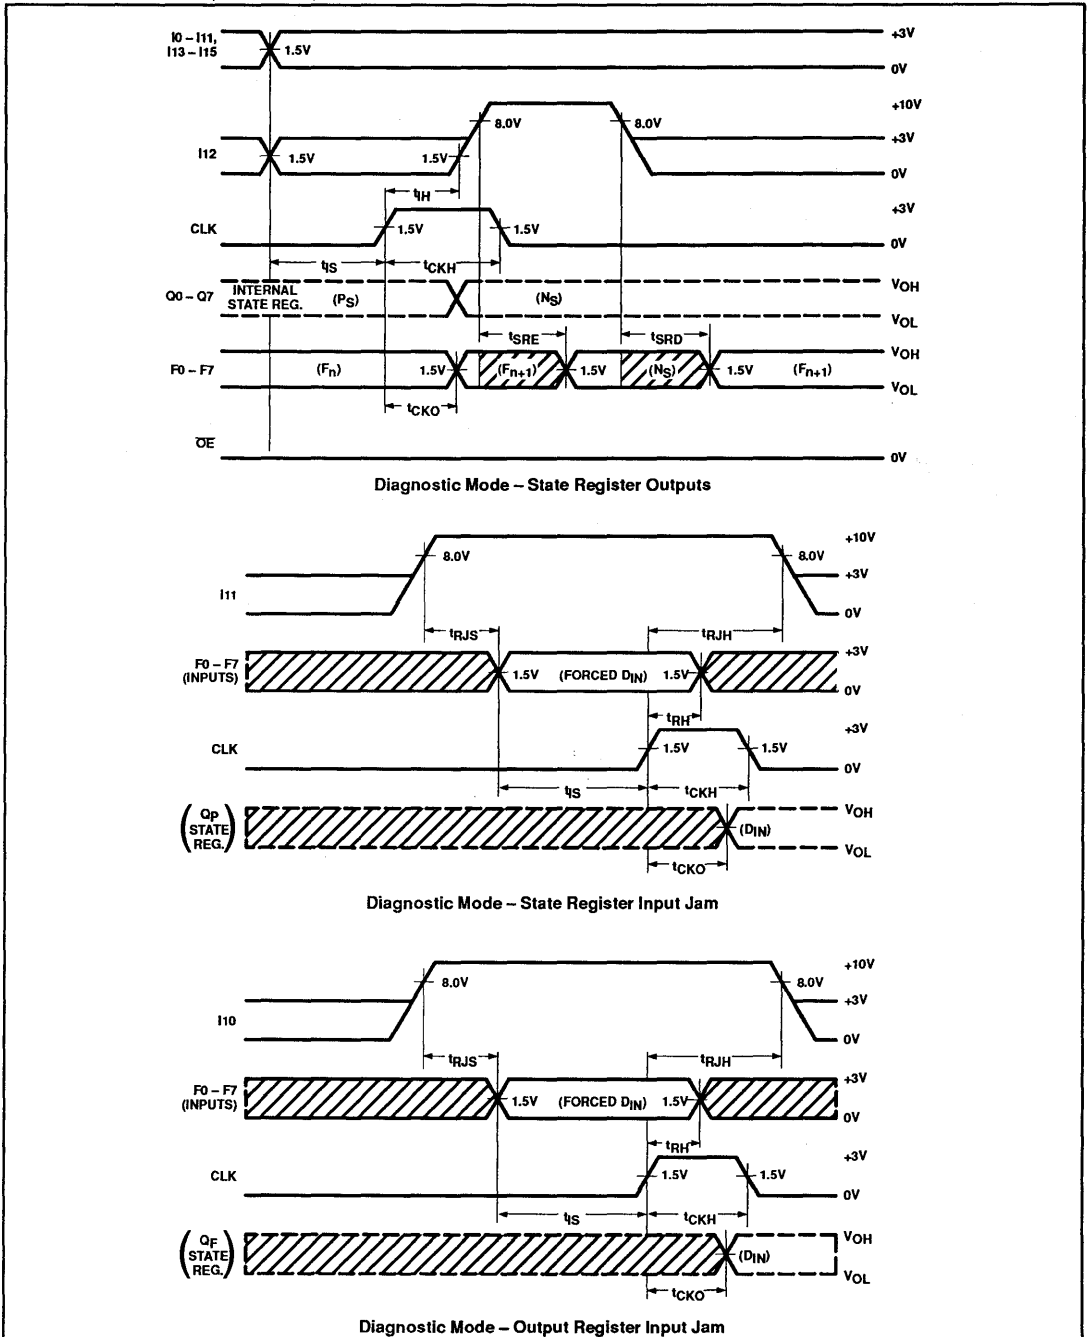 I0 – I11,
I13 – I15
1.5V
+3V
0V
I12
1.5V
1.5V
8.0V
8.0V
+10V
+3V
0V
tIH
CLK
1.5V
1.5V
+3V
0V
tIS
tCKH
Q0 – Q7
INTERNAL
STATE REG.
(PS)
(NS)
VOH
VOL
tSRE
tSRD
F0 – F7
(Fn)
1.5V
(Fn+1)
1.5V
(NS)
1.5V
(Fn+1)
VOH
VOL
tCKO
OE
0V
Diagnostic Mode – State Register Outputs
I11
8.0V
8.0V
+10V
+3V
0V
tRJS
tRJH
F0 – F7
(INPUTS)
1.5V
(FORCED DIN)
1.5V
+3V
0V
tRH
CLK
1.5V
1.5V
+3V
0V
tIS
tCKH
(QP
STATE
REG.)
(DIN)
VOH
VOL
tCKO
Diagnostic Mode – State Register Input Jam
I10
8.0V
8.0V
+10V
+3V
0V
tRJS
tRJH
F0 – F7
(INPUTS)
1.5V
(FORCED DIN)
1.5V
+3V
0V
tRH
CLK
1.5V
1.5V
+3V
0V
tIS
tCKH
(QF
STATE
REG.)
(DIN)
VOH
VOL
tCKO
Diagnostic Mode – Output Register Input Jam